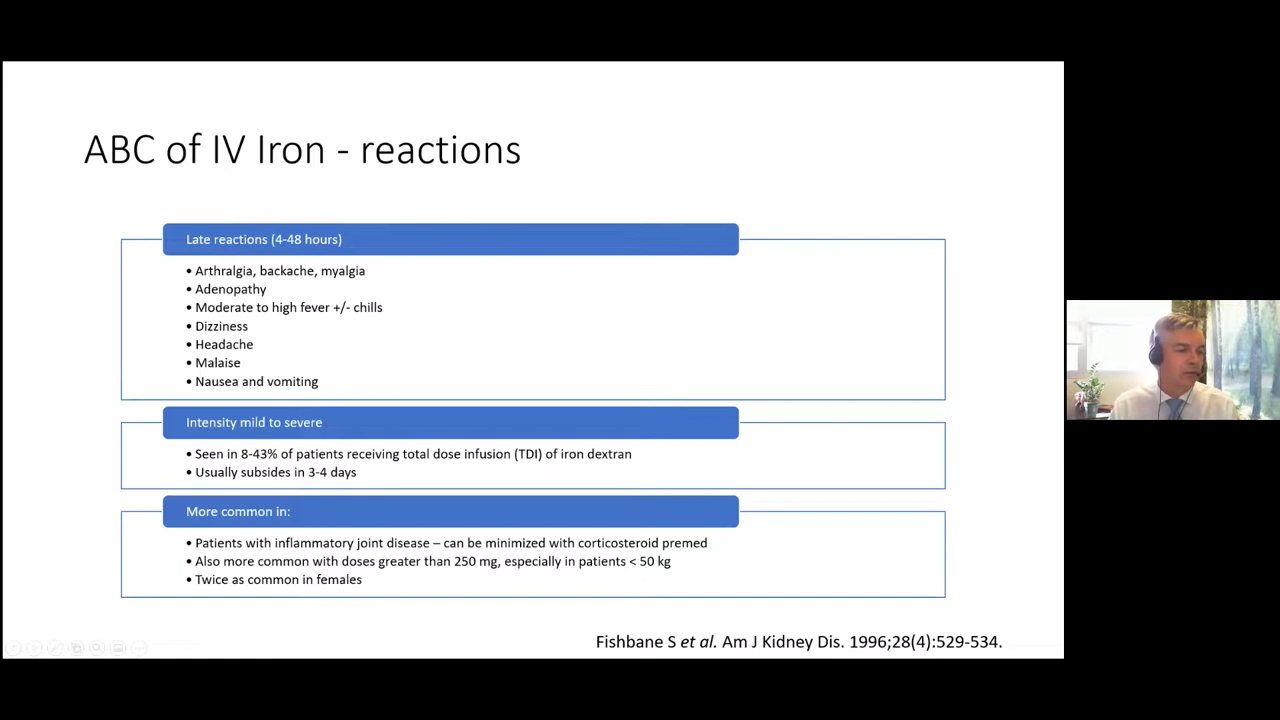 ABC of IV Iron - reactions
Late reactions (4-48 hours)
• Arthralgia, backache, myalgia
• Adenopathy
• Moderate to high fever +/- chills
• Dizziness
• Headache
• Malaise
• Nausea and vomiting
Intensity mild to severe
• Seen in 8-43% of patients receiving total dose infusion (TDI) of iron dextran
• Usually subsides in 3-4 days
More common in:
• Patients with inflammatory joint disease – can be minimized with corticosteroid premed
• Also more common with doses greater than 250 mg, especially in patients < 50 kg
• Twice as common in females
Fishbane S et al. Am J Kidney Dis. 1996;28(4):529-534.